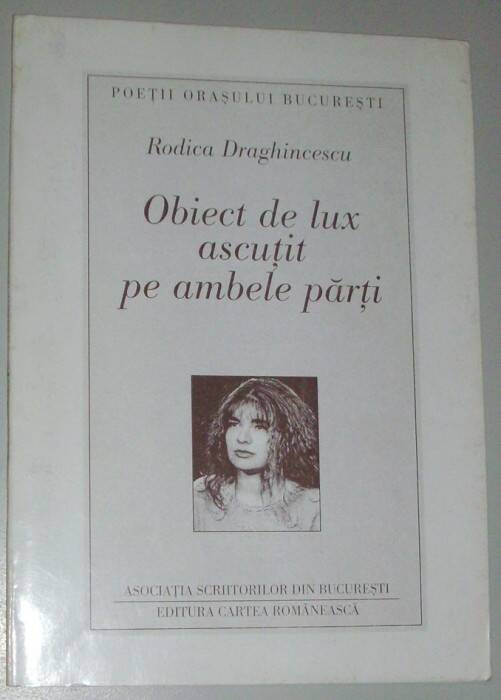 POEȚII ORAȘULUI BUCUREȘTI
Rodica Draghincescu
Obiect de lux
ascuțit
pe ambele părți
ASOCIAȚIA SCRIITORILOR DIN BUCUREȘTI
EDITURA CARTEA ROMÂNEASCĂ